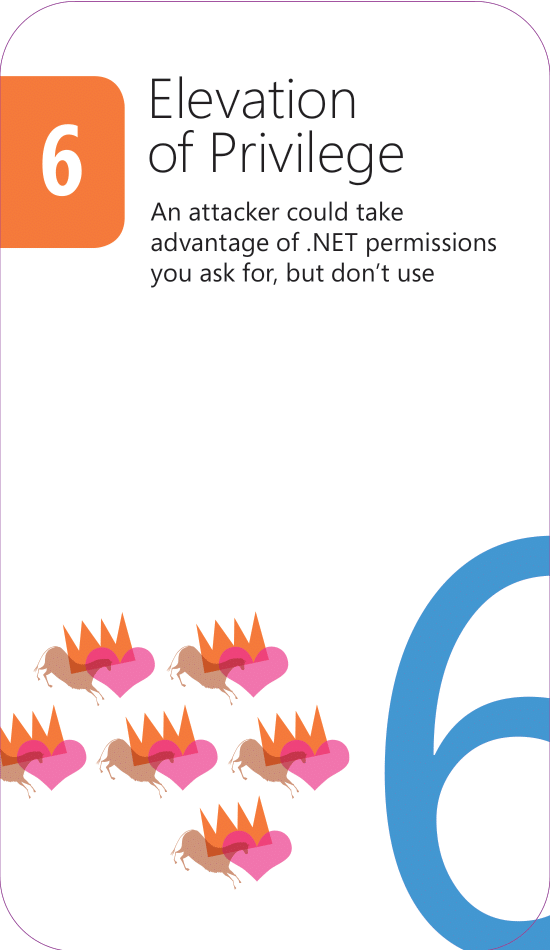 6
Elevation
of Privilege
An attacker could take
advantage of .NET permissions
you ask for, but don’t use
6